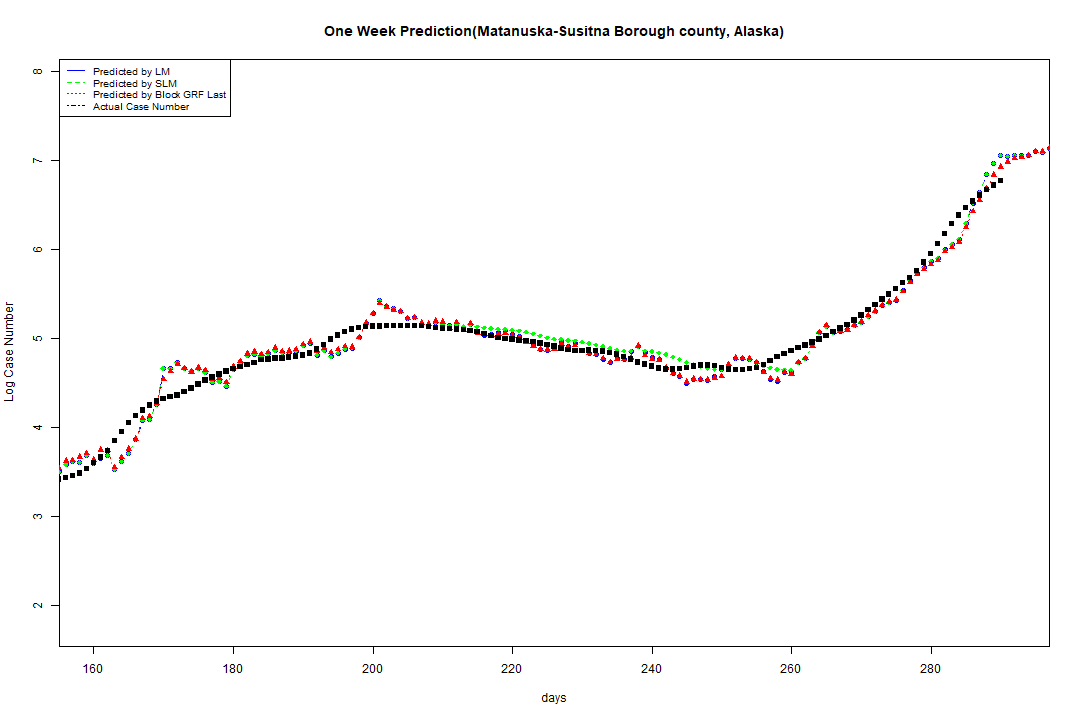 One Week Prediction(Matanuska-Susitna Borough county, Alaska)
Predicted by LM
Predicted by SLM
Predicted by Block GRF Last
Actual Case Number
8
7
6
5
4
3
2
Log Case Number
160 180 200 220 240 260 280
days